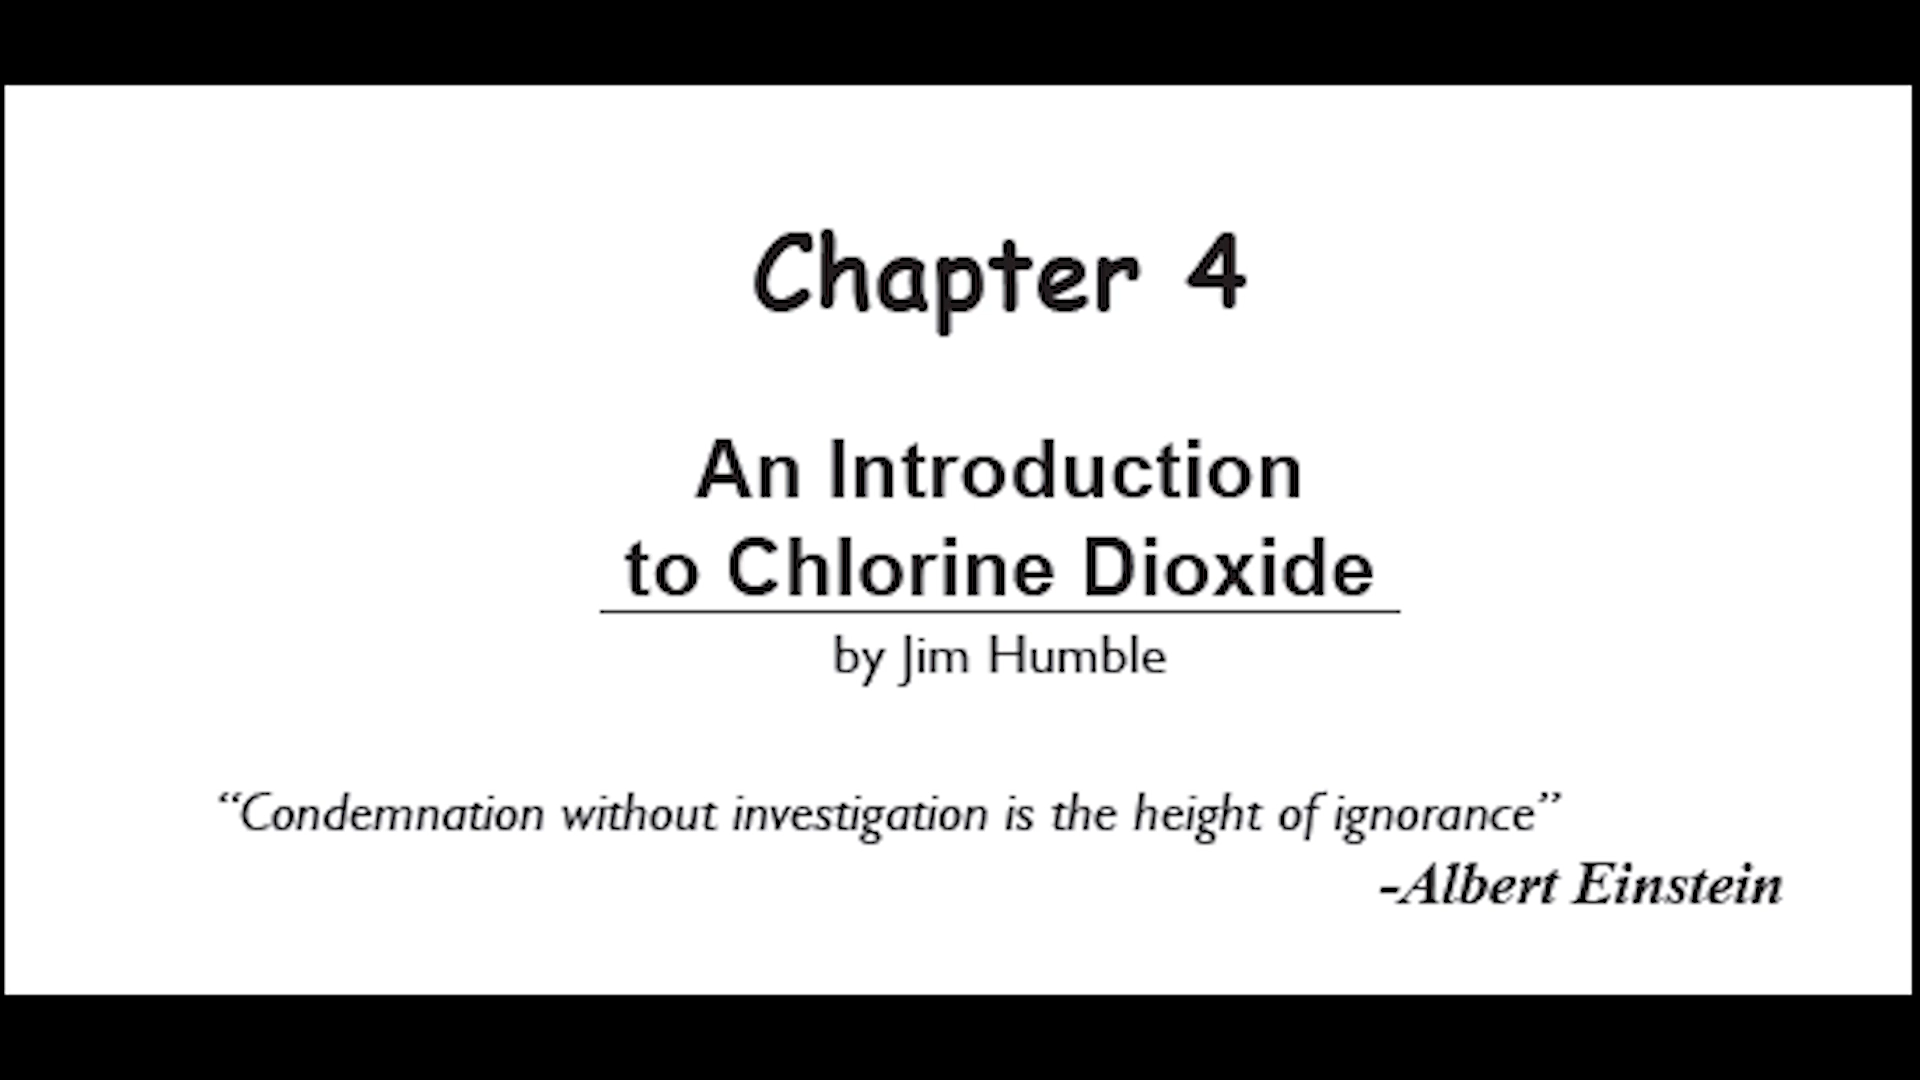 Chapter 4
An Introduction
to Chlorine Dioxide
by Jim Humble
“Condemnation without investigation is the height of ignorance”
-Albert Einstein